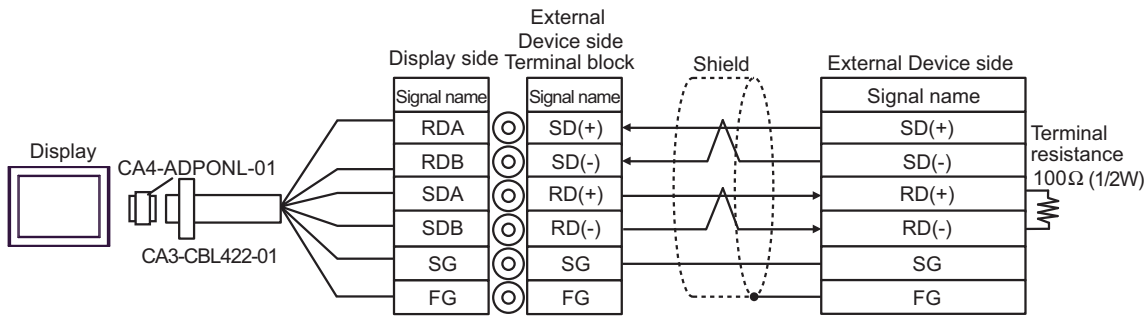 External
Device side
Display side Terminal block Shield External Device side
Signal name Signal name Signal name
RDA SD(+) SD(+)
RDB SD(-) SD(-)
SDA RD(+) RD(+)
SDB RD(-) RD(-)
SG SG SG
FG FG FG
Display
CA4-ADPONL-01
CA3-CBL422-01
Terminal
resistance
100Ω (1/2W)